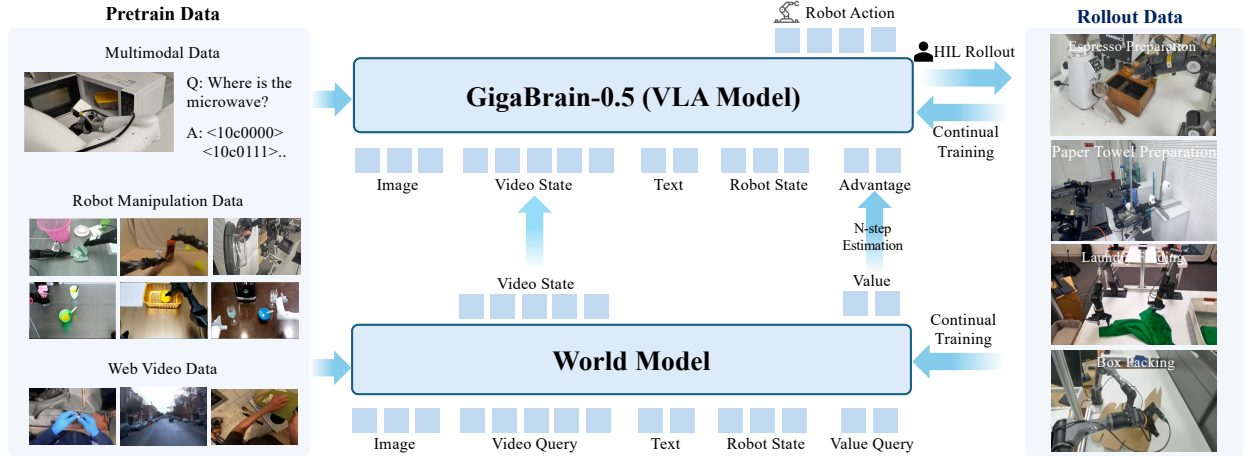 Pretrain Data
Multimodal Data
Q: Where is the
microwave?
A: <10c0000>
<10c0111>..
Robot Manipulation Data
Web Video Data
Robot Action
GigaBrain-0.5 (VLA Model)
Image
Video State
Text
Robot State
Advantage
N-step
Estimation
Video State
Value
World Model
Image
Video Query
Text
Robot State
Value Query
HIL Rollout
Continual
Training
Continual
Training
Rollout Data
Espresso Preparation
Paper Towel Preparation
Laundry Folding
Box Packing